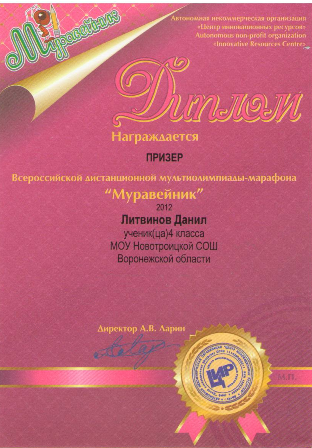 Муравейник
Автономная некоммерческая организация
«Центр инновационных ресурсов»
Autonomous non-profit organization
«Innovative Resources Centre»
Диплом
Награждается
ПРИЗЕР
Всероссийской дистанционной мультиолимпиады-марафона
“Муравейник”
2012
Литвинов Данил
ученик(ца)4 класса
МОУ Новотроицкой СОШ
Воронежской области
Директор А.В. Ларин
ЦИР
М.П.